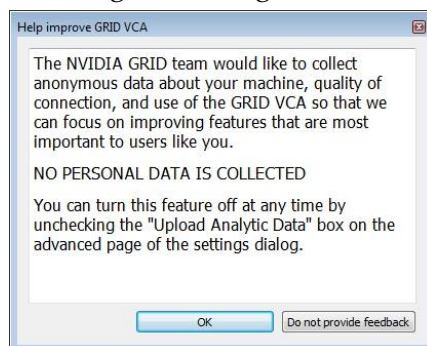 Help improve GRID VCA
The NVIDIA GRID team would like to collect
anonymous data about your machine, quality of
connection, and use of the GRID VCA so that we
can focus on improving features that are most
important to users like you.
NO PERSONAL DATA IS COLLECTED
You can turn this feature off at any time by
unchecking the "Upload Analytic Data" box on the
advanced page of the settings dialog.
OK
Do not provide feedback